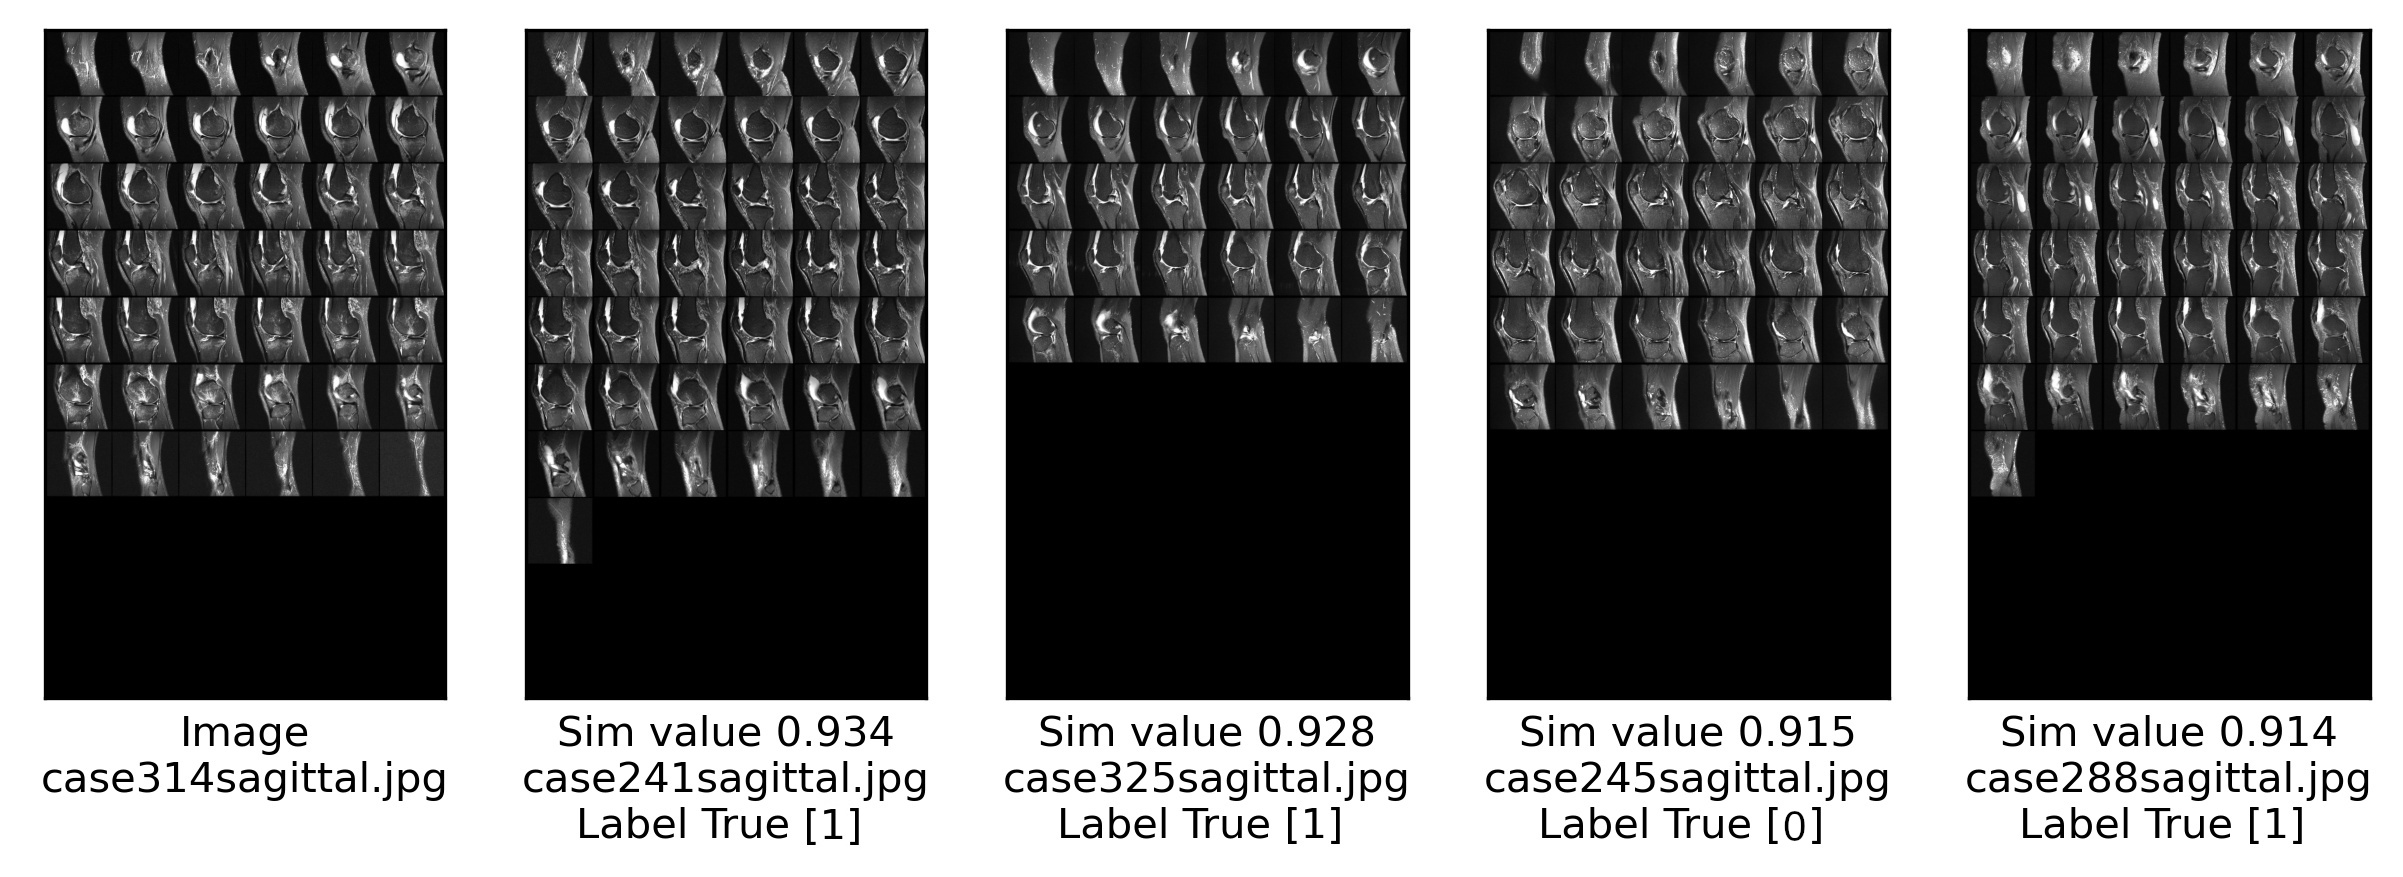 Image
case314sagittal.jpg
Sim value 0.934
case241sagittal.jpg
Label True [1]
Sim value 0.928
case325sagittal.jpg
Label True [1]
Sim value 0.915
case245sagittal.jpg
Label True [0]
Sim value 0.914
case288sagittal.jpg
Label True [1]